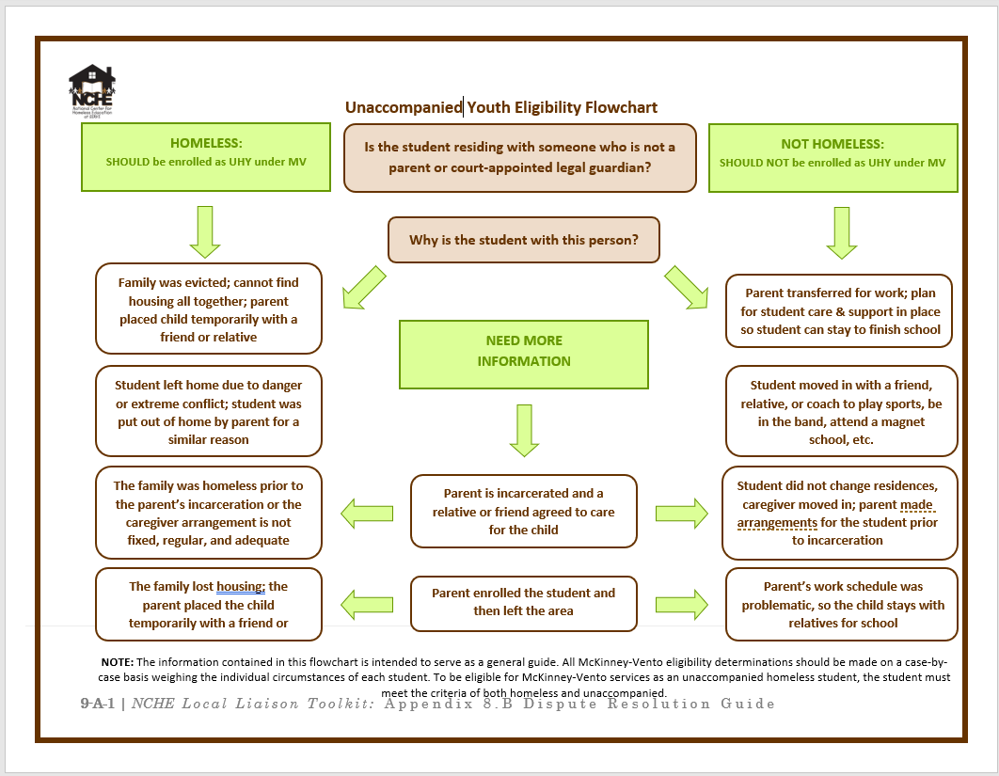 NCHE
National Center for
Homeless Education
at SERVE
Unaccompanied Youth Eligibility Flowchart
HOMELESS:
SHOULD be enrolled as UHY under MV
Is the student residing with someone who is not a
parent or court-appointed legal guardian?
NOT HOMELESS:
SHOULD NOT be enrolled as UHY under MV
Why is the student with this person?
Family was evicted; cannot find
housing all together; parent
placed child temporarily with a
friend or relative
Parent transferred for work; plan
for student care & support in place
so student can stay to finish school
NEED MORE
INFORMATION
Student left home due to danger
or extreme conflict; student was
put out of home by parent for a
similar reason
Student moved in with a friend,
relative, or coach to play sports, be
in the band, attend a magnet
school, etc.
The family was homeless prior to
the parent's incarceration or the
caregiver arrangement is not
fixed, regular, and adequate
Parent is incarcerated and a
relative or friend agreed to care
for the child
Student did not change residences,
caregiver moved in; parent made
arrangements for the student prior
to incarceration
The family lost housing; the
parent placed the child
temporarily with a friend or
Parent enrolled the student and
then left the area
Parent's work schedule was
problematic, so the child stays with
relatives for school
NOTE: The information contained in this flowchart is intended to serve as a general guide. All McKinney-Vento eligibility determinations should be made on a case-by-
case basis weighing the individual circumstances of each student. To be eligible for McKinney-Vento services as an unaccompanied homeless student, the student must
meet the criteria of both homeless and unaccompanied.
9-A-1 | NCHE Local Liaison Toolkit: Appendix 8.B Dispute Resolution Guide